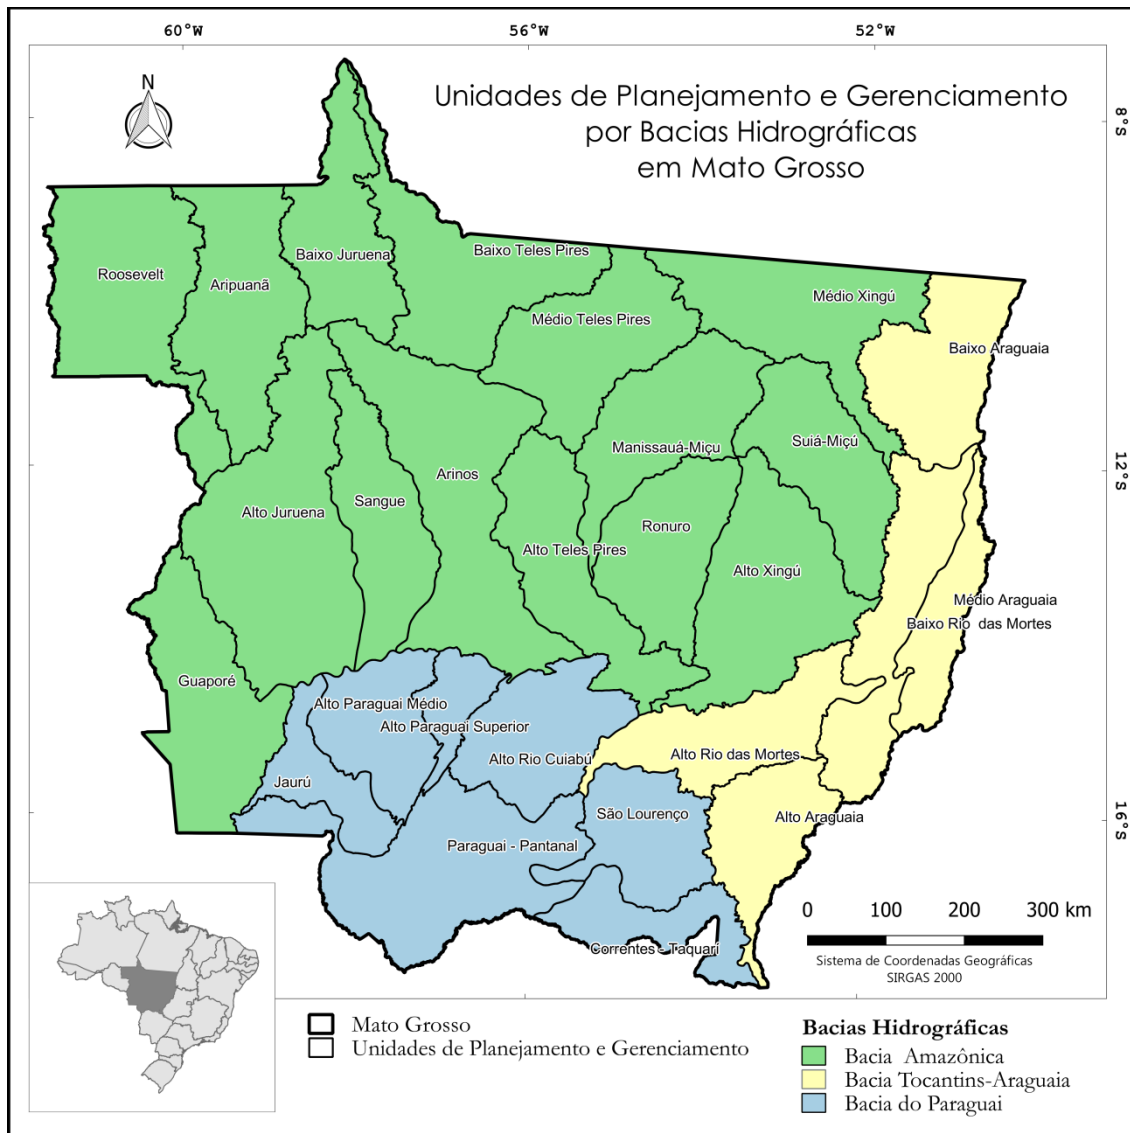 60°W
56°W
52°W
N
Unidades de Planejamento e Gerenciamento
por Bacias Hidrográficas
em Mato Grosso
8°S
Baixo Juruena
Baixo Teles Pires
Roosevelt
Aripuanã
Médio Xingú
Médio Teles Pires
Baixo Araguaia
Manissauá-Miçu
Suiá-Miçú
12°S
Arinos
Sangue
Alto Juruena
Ronuro
Alto Teles Pires
Alto Xingú
Médio Araguaia
Baixo Rio das Mortes
Guaporé
Alto Paraguai Médio
Alto Paraguai Superior
Alto Rio Cuiabú
Alto Rio das Mortes
Jaurú
São Lourenço
Alto Araguaia
16°S
Paraguai - Pantanal
Correntes - Taquarí
0 100 200 300 km
Sistema de Coordenadas Geográficas
SIRGAS 2000
Mato Grosso
Unidades de Planejamento e Gerenciamento
Bacias Hidrográficas
Bacia Amazônica
Bacia Tocantins-Araguaia
Bacia do Paraguai